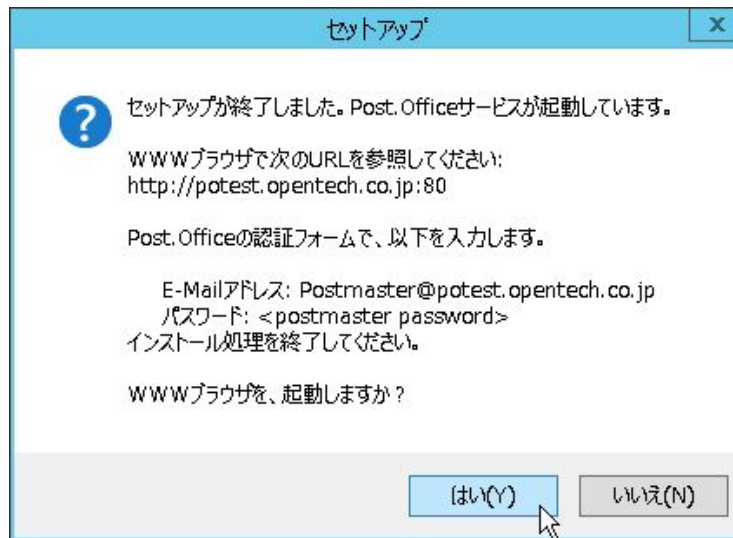 セットアップ
x
?
セットアップが終了しました。Post.Officeサービスが起動しています。
WWWブラウザで次のURLを参照してください:
http://potest.opentech.co.jp:80
Post.Officeの認証フォームで、以下を入力します。
E-Mailアドレス: Postmaster@potest.opentech.co.jp
パスワード: <postmaster password>
インストール処理を終了してください。
WWWブラウザを、起動しますか?
はい(Y)
いいえ(N)